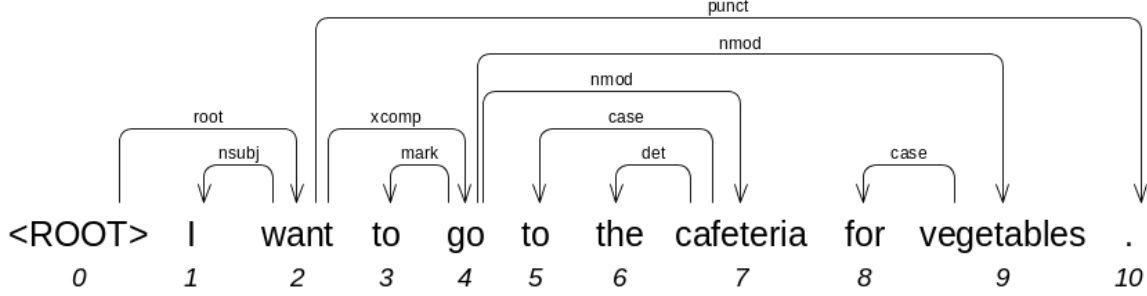 punct
nmod
nmod
root xcomp case
nsubj mark det case
<ROOT> I want to go to the cafeteria for vegetables .
0 1 2 3 4 5 6 7 8 9 10